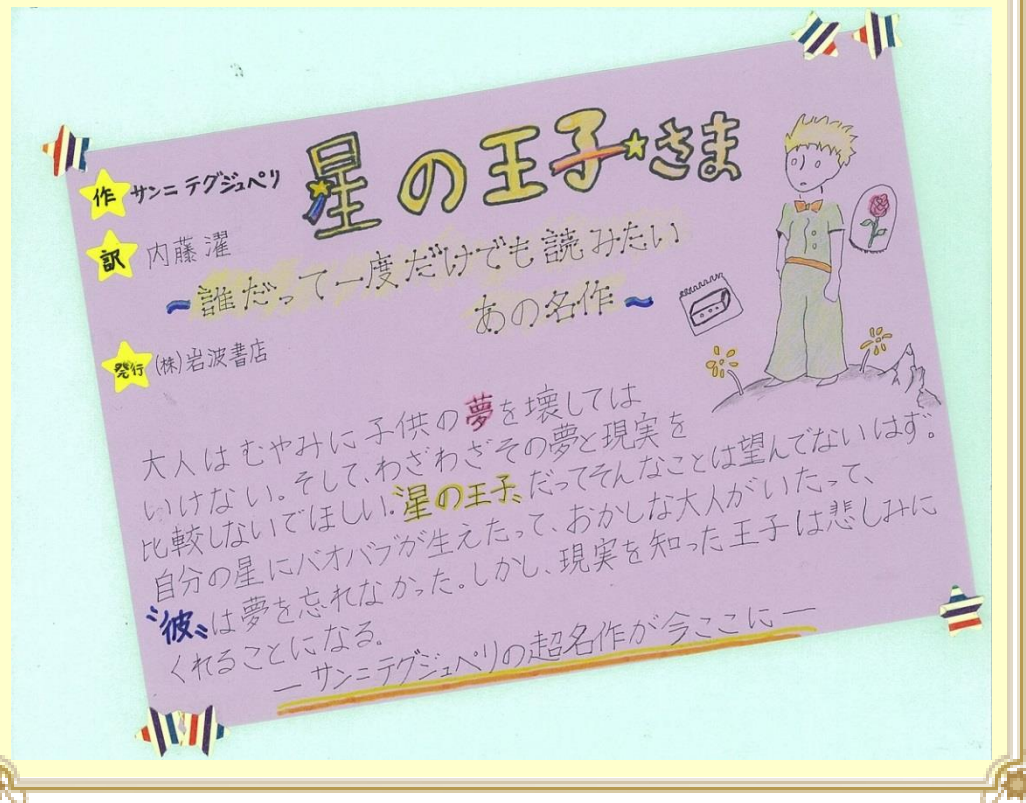 星の王子さま
作 サンニテグジュペリ
訳 内藤濯
~誰だって一度だけでも読みたい
あの名作~
発行 (株)岩波書店
大人はむやみに子供の夢を壊しては
いけない。そして、わざわざその夢と現実を
比較しないでほしい。〝星の王子〟だってそんなことは望んでないはず。
自分の星にバオバブが生えたって、おかしな大人がいたって、
〝彼〟は夢を忘れなかった。しかし、現実を知った王子は悲しみに
くれることになる。
―サンニテグジュペリの超名作が今ここに―